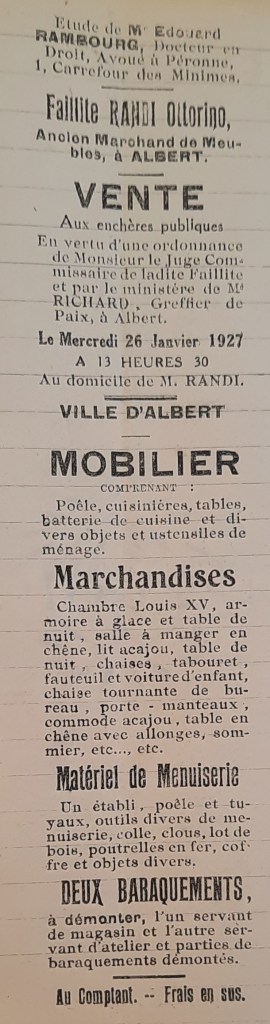 Etude de Mᵉ Edouard
RAMBOURG, Docteur en
Droit, Avoué à Péronne,
1, Carrefour des Minimes.
Faillite RANDI Ottorino,
Ancien Marchand de Meu-
bles, à ALBERT.
VENTE
Aux enchères publiques
En vertu d'une ordonnance
de Monsieur le Juge Com-
missaire de ladite Faillite
et par le ministère de Mᵉ
RICHARD, Greffier de
Paix, à Albert.
Le Mercredi 26 Janvier 1927
A 13 HEURES 30
Au domicile de M. RANDI.
VILLE D'ALBERT
MOBILIER
COMPRENANT :
Poêle, cuisinières, tables,
batterie de cuisine et di-
vers objets et ustensiles de
ménage.
Marchandises
Chambre Louis XV, ar-
moire à glace et table de
nuit, salle à manger en
chêne, lit acajou, table de
nuit, chaises, tabouret,
fauteuil et voiture d'enfant,
chaise tournante de bu-
reau, porte-manteaux,
commode acajou, table en
chêne avec allonges, som-
mier, etc..., etc.
Matériel de Menuiserie
Un établi, poêle et tu-
yaux, outils divers de me-
nuiserie, colle, clous, lot de
bois, poutrelles en fer, cof-
fre et objets divers.
DEUX BARAQUEMENTS,
à démonter, l'un servant
de magasin et l'autre ser-
vant d'atelier et parties de
baraquements démontés.
Au Comptant. -- Frais en sus.